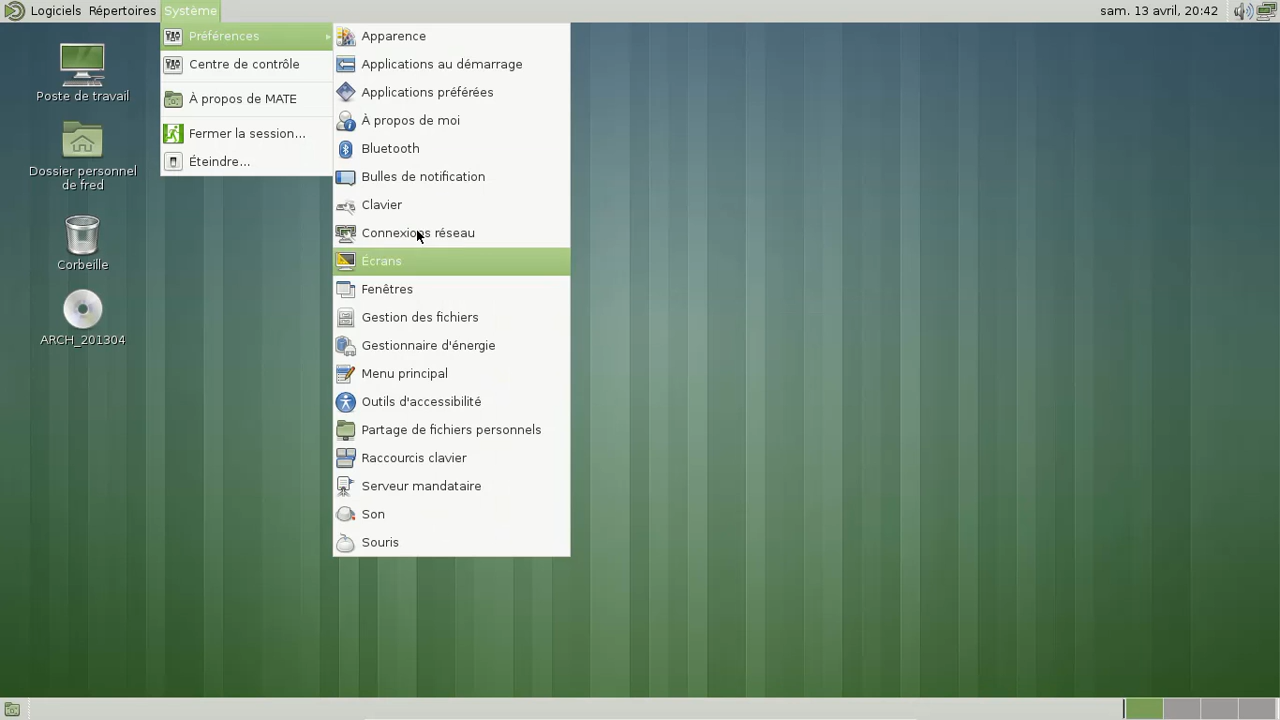 Logiciels Répertoires Système sam. 13 avril, 20:42
Préférences
Centre de contrôle
À propos de MATE
Fermer la session...
Éteindre...
Apparence
Applications au démarrage
Applications préférées
À propos de moi
Bluetooth
Bulles de notification
Clavier
Connexions réseau
Écrans
Fenêtres
Gestion des fichiers
Gestionnaire d'énergie
Menu principal
Outils d'accessibilité
Partage de fichiers personnels
Raccourcis clavier
Serveur mandataire
Son
Souris
Poste de travail
Dossier personnel
de fred
Corbeille
ARCH_201304